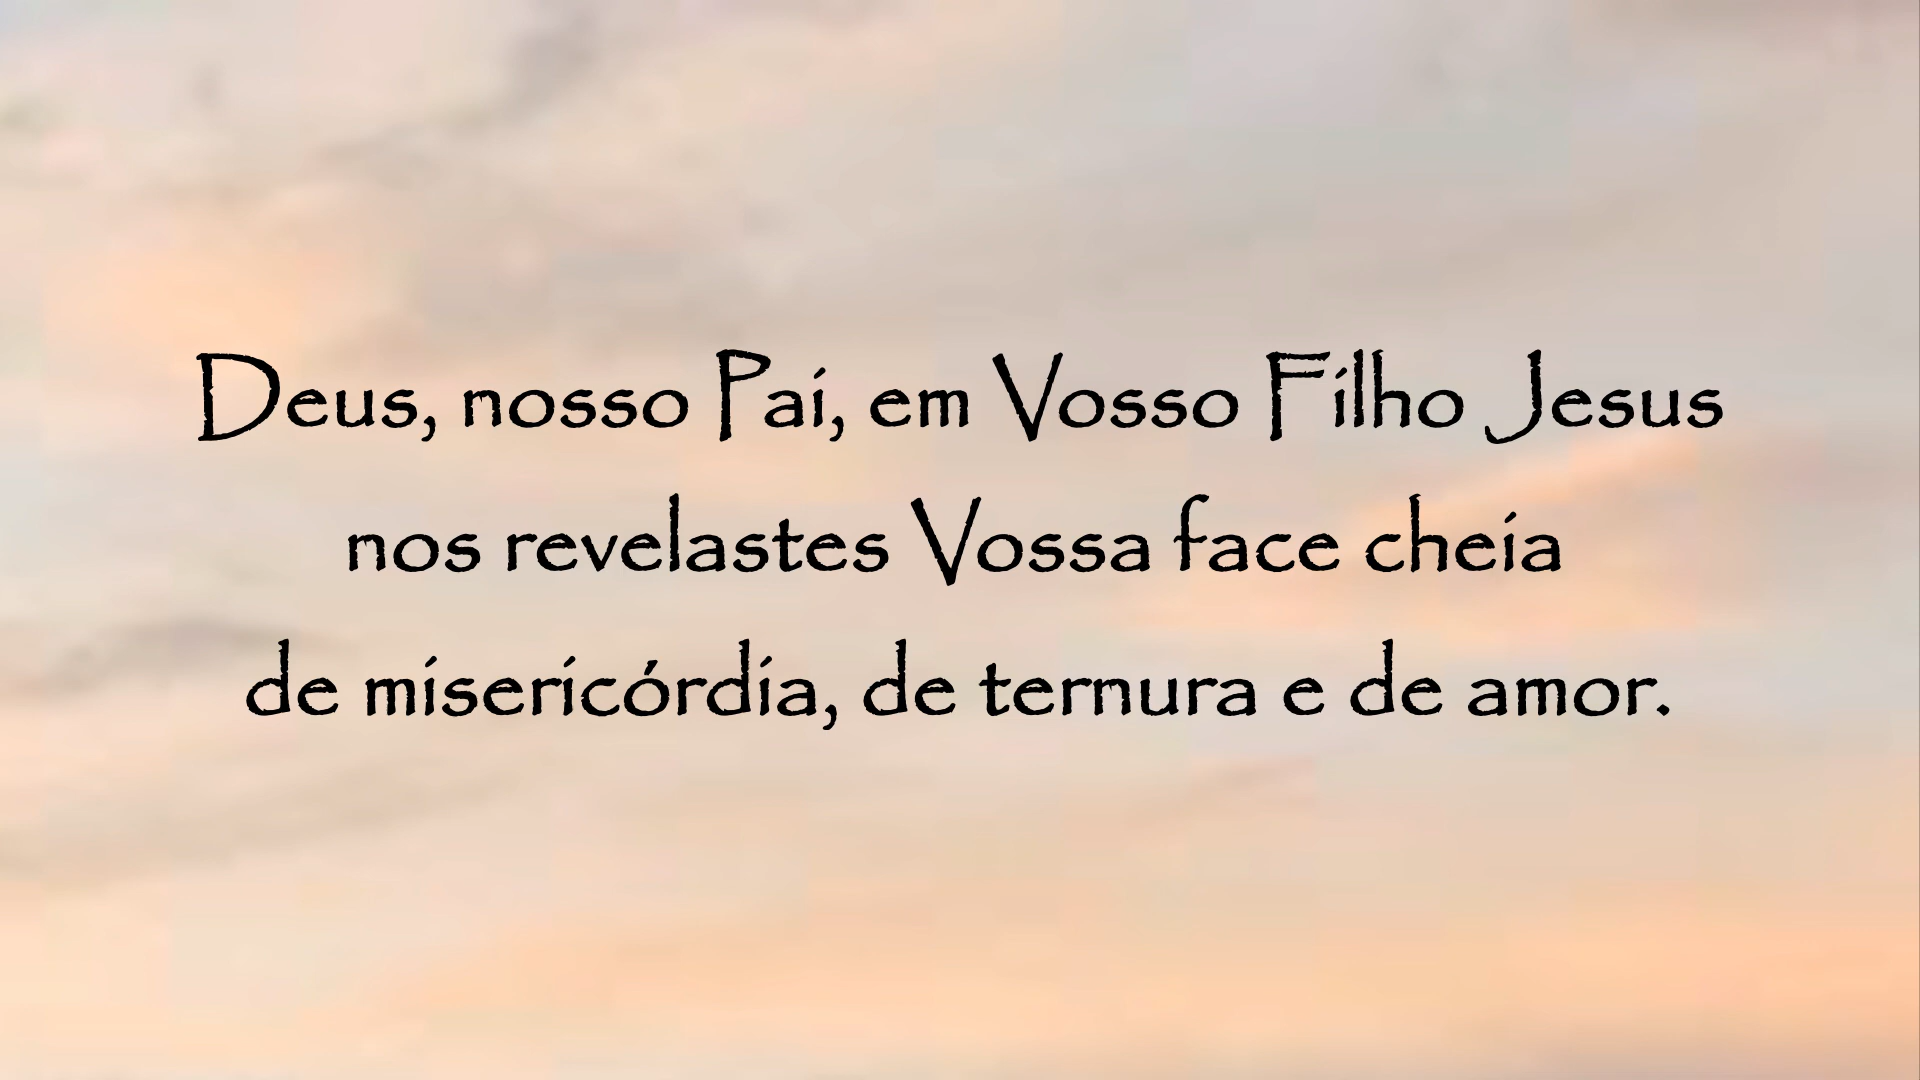 Deus, nosso Pai, em Vosso Filho Jesus
nos revelastes Vossa face cheia
de misericórdia, de ternura e de amor.